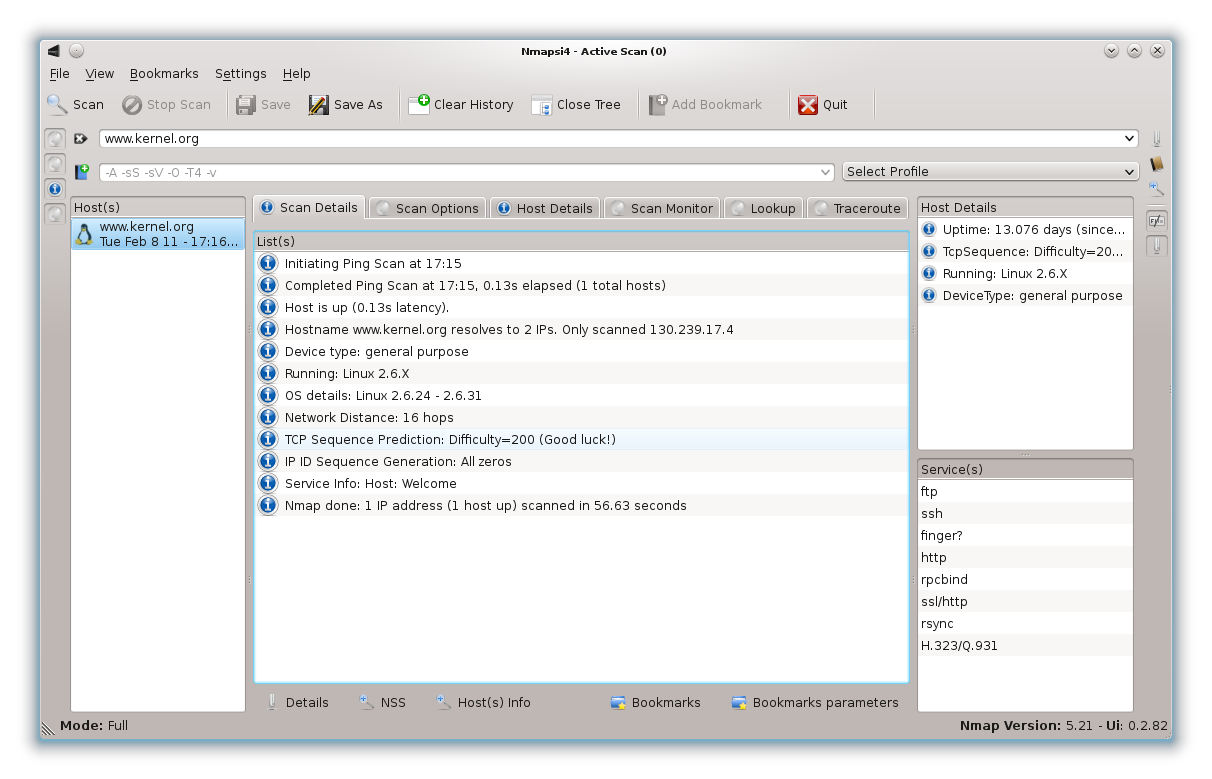 Nmapsi4 - Active Scan (0)
File View Bookmarks Settings Help
Scan Stop Scan Save Save As Clear History Close Tree Add Bookmark Quit
www.kernel.org
-A -sS -sV -O -T4 -v Select Profile
Host(s)
www.kernel.org
Tue Feb 8 11 - 17:16...
Scan Details Scan Options Host Details Scan Monitor Lookup Traceroute
List(s)
Initiating Ping Scan at 17:15
Completed Ping Scan at 17:15, 0.13s elapsed (1 total hosts)
Host is up (0.13s latency).
Hostname www.kernel.org resolves to 2 IPs. Only scanned 130.239.17.4
Device type: general purpose
Running: Linux 2.6.X
OS details: Linux 2.6.24 - 2.6.31
Network Distance: 16 hops
TCP Sequence Prediction: Difficulty=200 (Good luck!)
IP ID Sequence Generation: All zeros
Service Info: Host: Welcome
Nmap done: 1 IP address (1 host up) scanned in 56.63 seconds
Details NSS Host(s) Info Bookmarks Bookmarks parameters
Host Details
Uptime: 13.076 days (since...
TcpSequence: Difficulty=20...
Running: Linux 2.6.X
DeviceType: general purpose
Service(s)
ftp
ssh
finger?
http
rpcbind
ssl/http
rsync
H.323/Q.931
Mode: Full
Nmap Version: 5.21 - Ui: 0.2.82